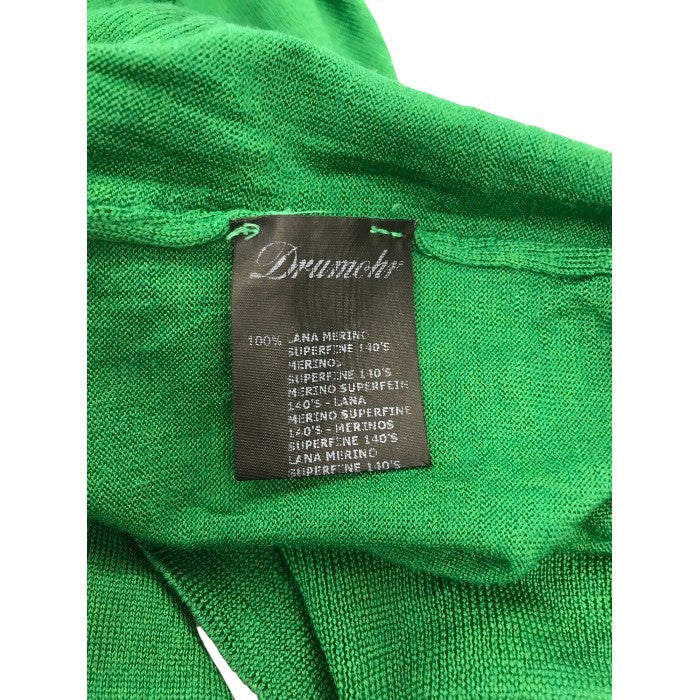 Drumohr
100% LANA MERINO
SUPERFINE 140'S
MERINOS
SUPERFINE 140'S -
MERINO SUPERFEIN
140'S - LANA
MERINO SUPERFINE
140'S - MERINOS
SUPERFINE 140'S
LANA MERINO
SUPERFINE 140'S